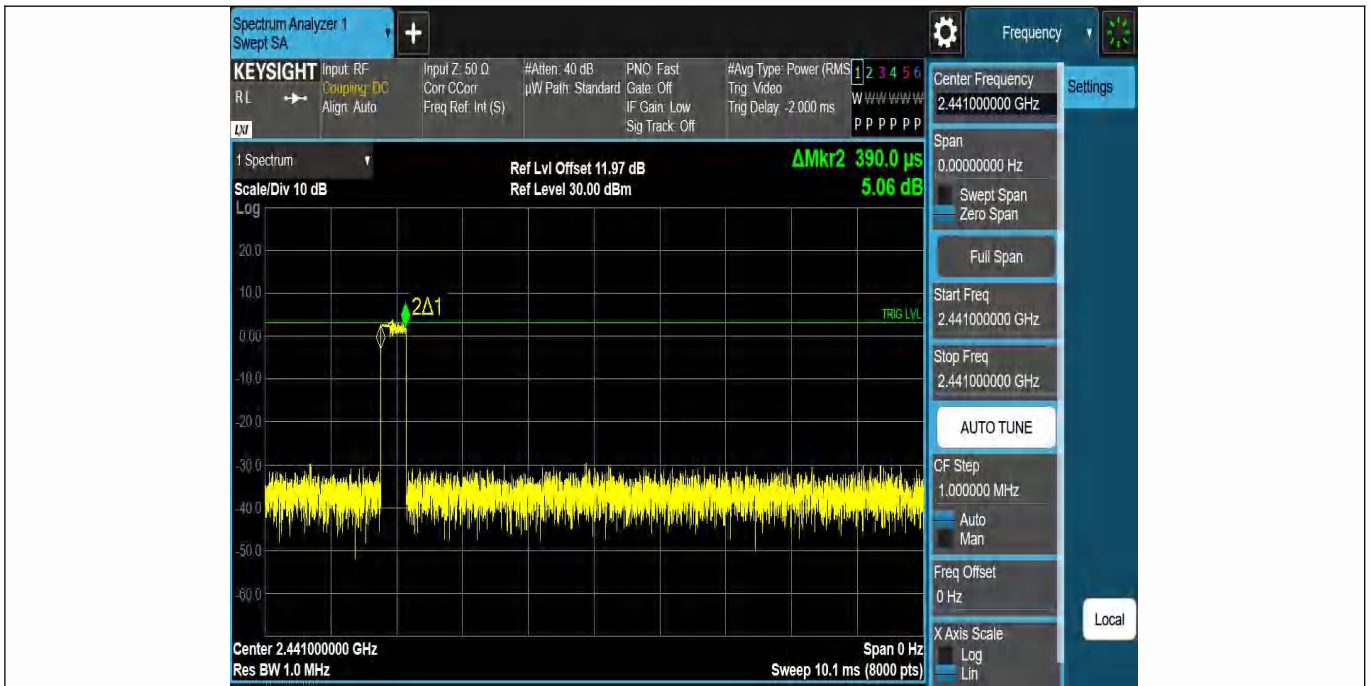 Spectrum Analyzer 1
Swept SA
Frequency
KEYSIGHT
RL
LXI
Input: RF
Coupling: DC
Align: Auto
Input Z: 50 Ω
Corr CCorr
Freq Ref: Int (S)
#Atten: 40 dB
µW Path: Standard
PNO: Fast
Gate: Off
IF Gain: Low
Sig Track: Off
#Avg Type: Power (RMS
Trig: Video
Trig Delay: -2.000 ms
1 2 3 4 5 6
W W W W W W
P P P P P P
1 Spectrum
Scale/Div 10 dB
Log
Ref Lvl Offset 11.97 dB
Ref Level 30.00 dBm
ΔMkr2 390.0 µs
5.06 dB
20.0
10.0
0.00
-10.0
-20.0
-30.0
-40.0
-50.0
-60.0
2Δ1
TRIG LVL
Center 2.441000000 GHz
Res BW 1.0 MHz
Span 0 Hz
Sweep 10.1 ms (8000 pts)
Center Frequency
2.441000000 GHz
Settings
Span
0.00000000 Hz
Swept Span
Zero Span
Full Span
Start Freq
2.441000000 GHz
Stop Freq
2.441000000 GHz
AUTO TUNE
CF Step
1.000000 MHz
Auto
Man
Freq Offset
0 Hz
Local
X Axis Scale
Log
Lin